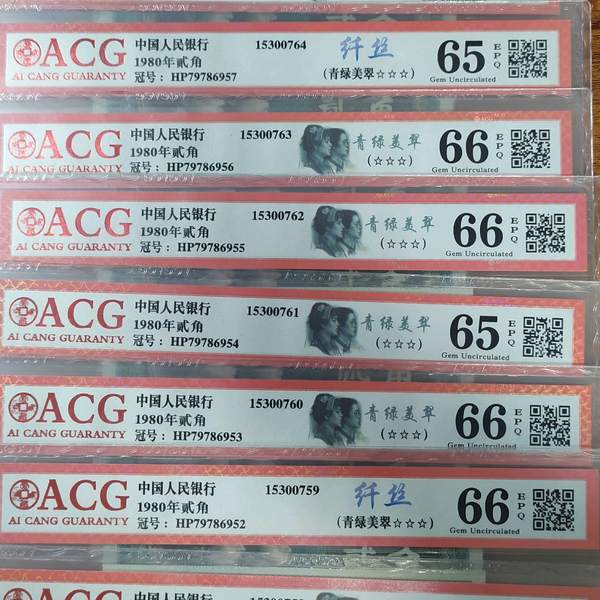 ACG
AI CANG GUARANTY
中国人民银行
1980年贰角
冠号： HP79786957
15300764
纤丝
(青绿美翠☆☆☆)
65
EPQ
Gem Uncirculated
ACG
AI CANG GUARANTY
中国人民银行
1980年贰角
冠号： HP79786956
15300763
青绿美翠
(☆☆☆)
66
EPQ
Gem Uncirculated
ACG
AI CANG GUARANTY
中国人民银行
1980年贰角
冠号： HP79786955
15300762
青绿美翠
(☆☆☆)
66
EPQ
Gem Uncirculated
ACG
AI CANG GUARANTY
中国人民银行
1980年贰角
冠号： HP79786954
15300761
青绿美翠
(☆☆☆)
65
EPQ
Gem Uncirculated
ACG
AI CANG GUARANTY
中国人民银行
1980年贰角
冠号： HP79786953
15300760
青绿美翠
(☆☆☆)
66
EPQ
Gem Uncirculated
ACG
AI CANG GUARANTY
中国人民银行
1980年贰角
冠号： HP79786952
15300759
纤丝
(青绿美翠☆☆☆)
66
EPQ
Gem Uncirculated
中国人民银行